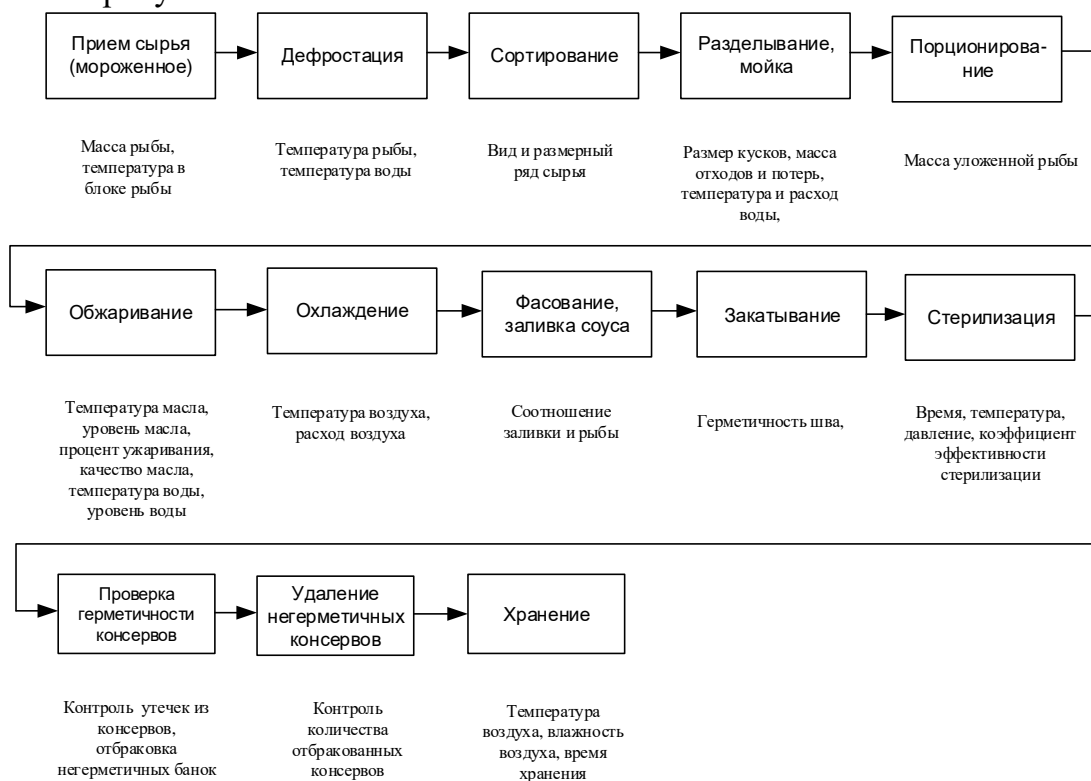 Прием сырья
(мороженное)
Дефростация
Сортирование
Разделывание,
мойка
Порционирова-
ние
Масса рыбы,
температура в
блоке рыбы
Температура рыбы,
температура воды
Вид и размерный
ряд сырья
Размер кусков, масса
отходов и потерь,
температура и расход
воды,
Масса уложенной рыбы
Обжаривание
Охлаждение
Фасование,
заливка соуса
Закатывание
Стерилизация
Температура масла,
уровень масла,
процент ужаривания,
качество масла,
температура воды,
уровень воды
Температура воздуха,
расход воздуха
Соотношение
заливки и рыбы
Герметичность шва,
Время, температура,
давление, коэффициент
эффективности
стерилизации
Проверка
герметичности
консервов
Удаление
негерметичных
консервов
Хранение
Контроль утечек из
консервов,
отбраковка
негерметичных банок
Контроль
количества
отбракованных
консервов
Температура
воздуха, влажность
воздуха, время
хранения